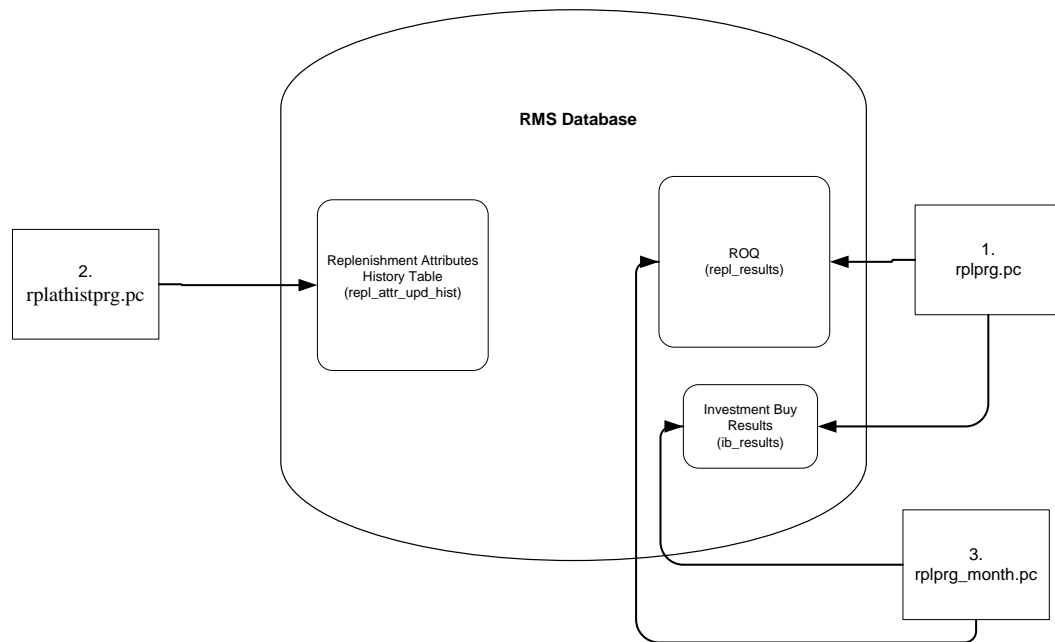 RMS Database
2.
rplathistprg.pc
Replenishment Attributes
History Table
(repl_attr_upd_hist)
ROQ
(repl_results)
1.
rplprg.pc
Investment Buy
Results
(ib_results)
3.
rplprg_month.pc